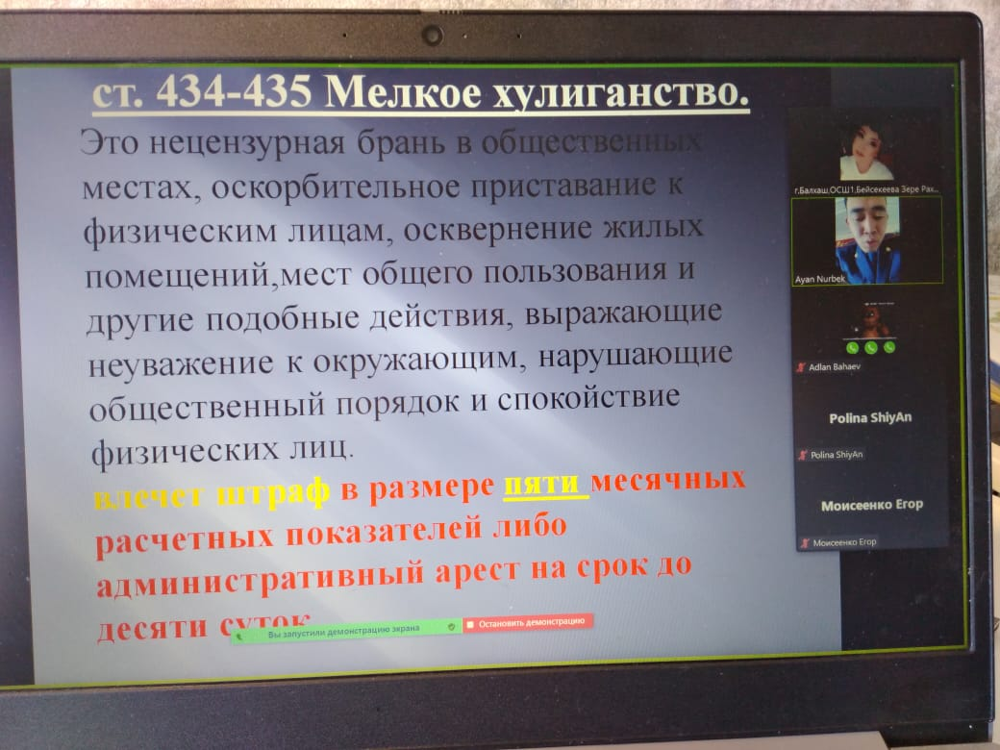 ст. 434-435 Мелкое хулиганство.
Это нецензурная брань в общественных
местах, оскорбительное приставание к
физическим лицам, осквернение жилых
помещений,мест общего пользования и
другие подобные действия, выражающие
неуважение к окружающим, нарушающие
общественный порядок и спокойствие
физических лиц.
влечет штраф в размере пяти месячных
расчетных показателей либо
административный арест на срок до
десяти суток
Вы запустили демонстрацию экрана
Остановить демонстрацию
г.Балхаш,ОСШ1,Бейсекеева Зере Рах...
Ayan Nurbek
Adlan Bahaev
Polina ShiyAn
Polina ShiyAn
Моисеенко Егор
Моисеенко Егор